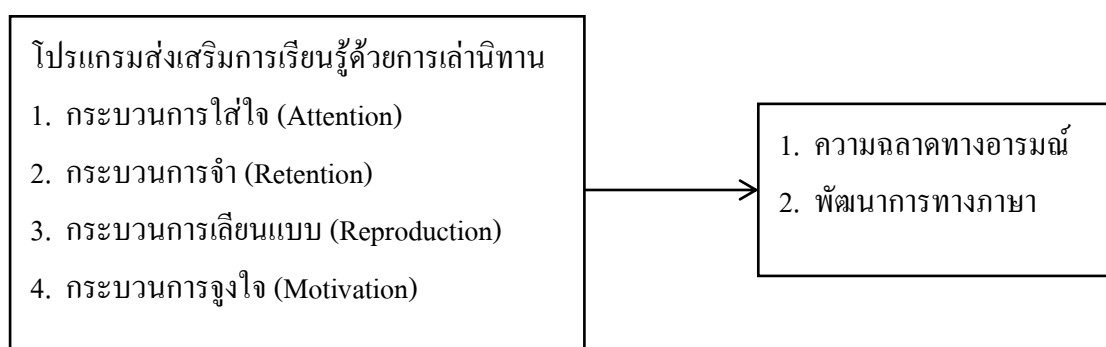 โปรแกรมส่งเสริมการเรียนรู้ด้วยการเล่านิทาน
1. กระบวนการใส่ใจ (Attention)
2. กระบวนการจำ (Retention)
3. กระบวนการเลียนแบบ (Reproduction)
4. กระบวนการจูงใจ (Motivation)
1. ความฉลาดทางอารมณ์
2. พัฒนาการทางภาษา